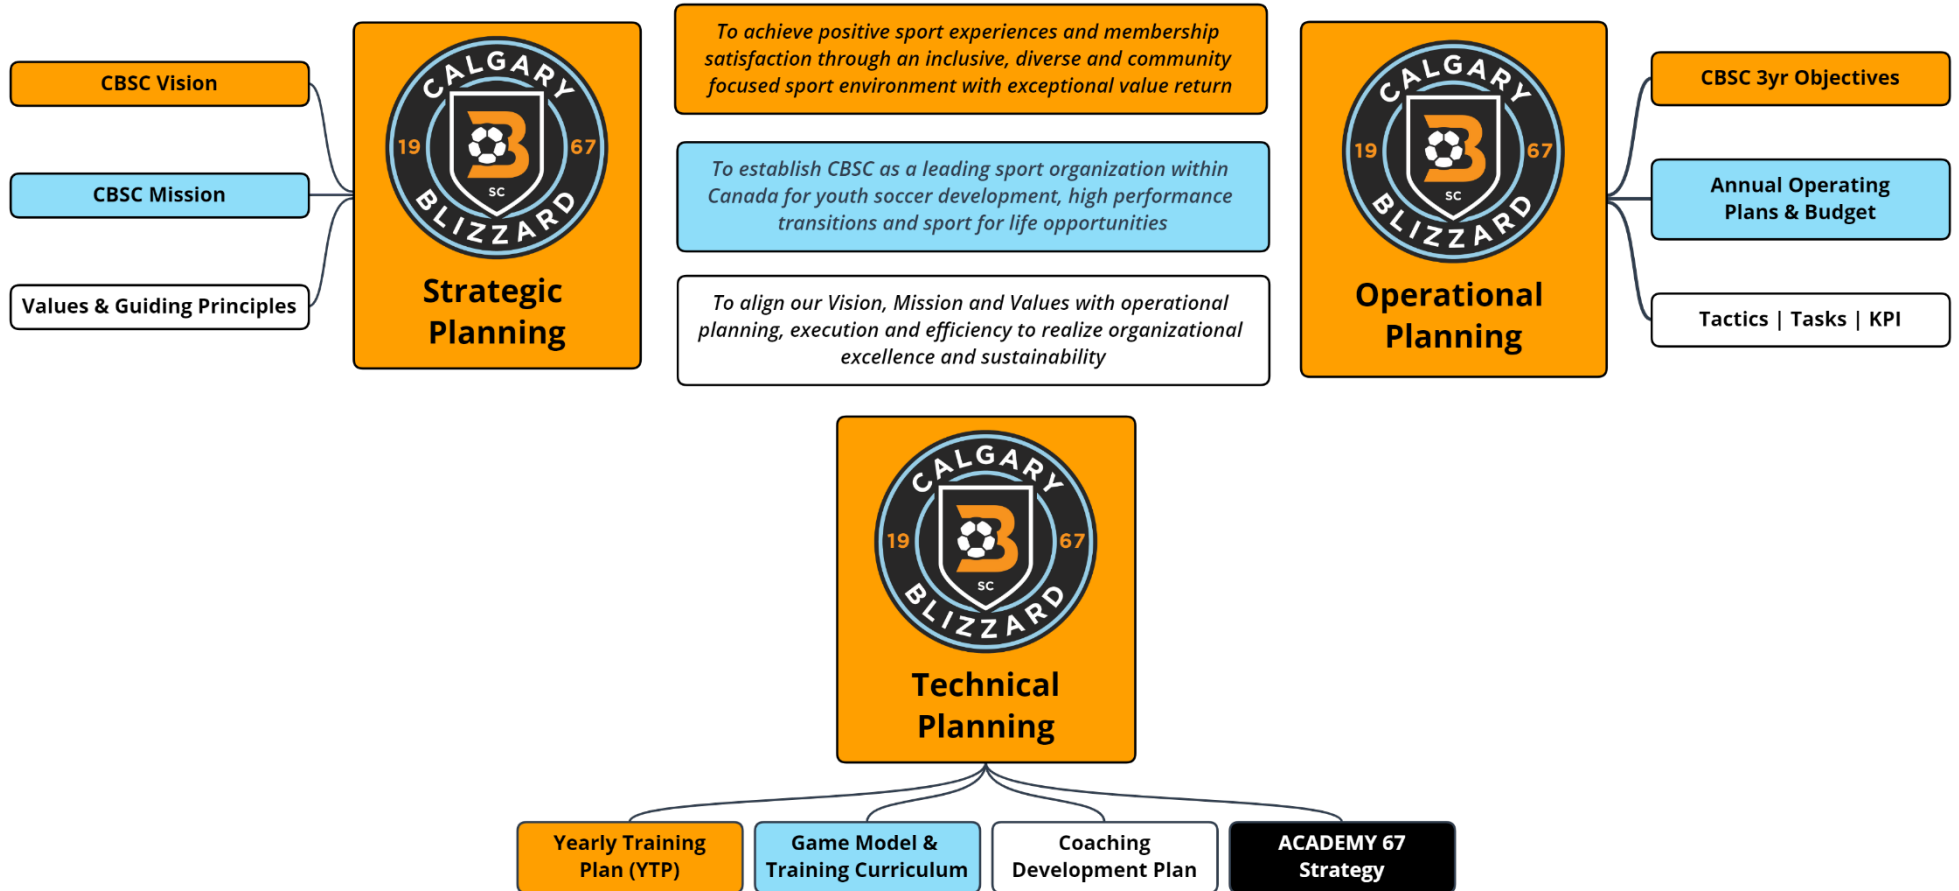 CBSC Vision
CBSC Mission
Values & Guiding Principles
CALGARY
19 67
B
SC
BLIZZARD
Strategic
Planning
To achieve positive sport experiences and membership
satisfaction through an inclusive, diverse and community
focused sport environment with exceptional value return
To establish CBSC as a leading sport organization within
Canada for youth soccer development, high performance
transitions and sport for life opportunities
To align our Vision, Mission and Values with operational
planning, execution and efficiency to realize organizational
excellence and sustainability
CALGARY
19 67
B
SC
BLIZZARD
Operational
Planning
CBSC 3yr Objectives
Annual Operating
Plans & Budget
Tactics | Tasks | KPI
CALGARY
19 67
B
SC
BLIZZARD
Technical
Planning
Yearly Training
Plan (YTP)
Game Model &
Training Curriculum
Coaching
Development Plan
ACADEMY 67
Strategy